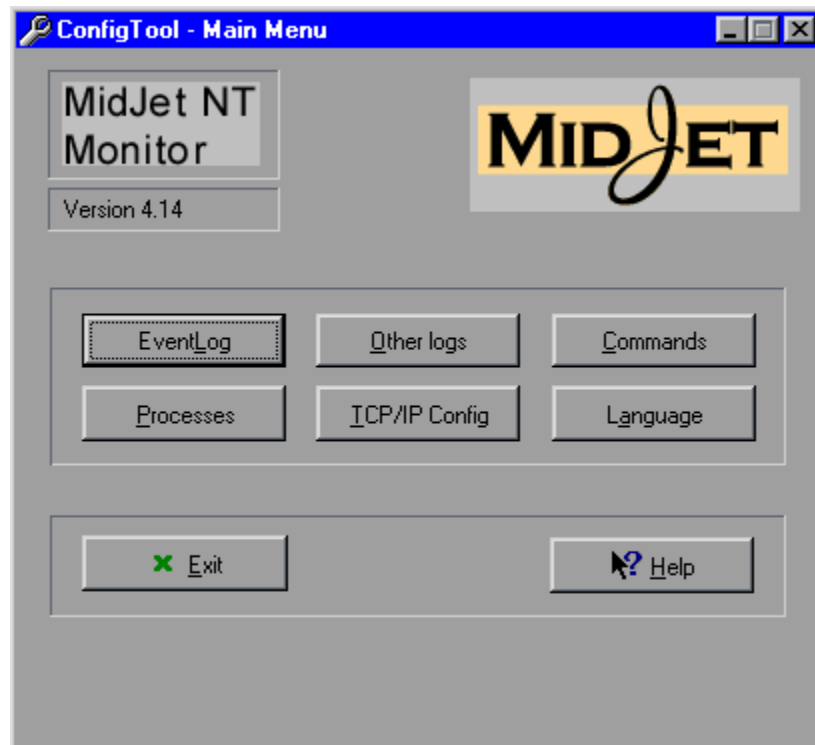 ConfigTool - Main Menu
MidJet NT
Monitor
MIDJET
Version 4.14
EventLog
Other logs
Commands
Processes
TCP/IP Config
Language
Exit
Help